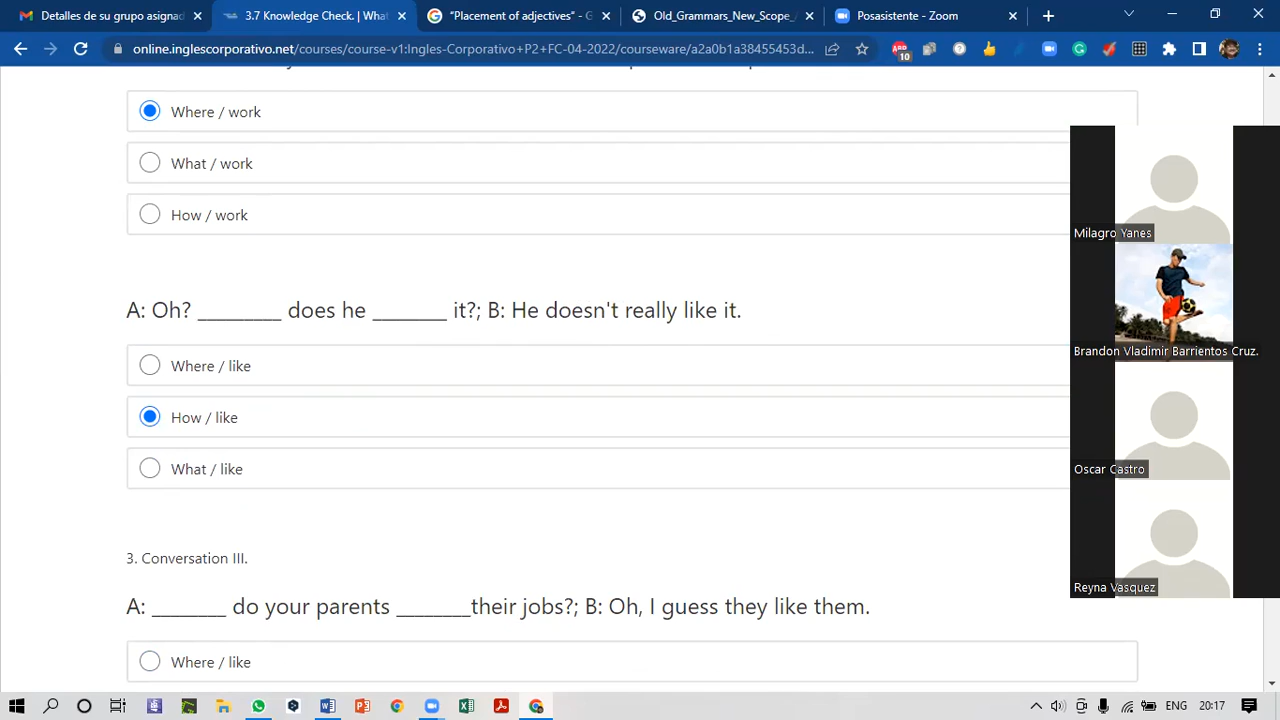 Detalles de su grupo asignad
3.7 Knowledge Check. | What
"Placement of adjectives" - G
Old_Grammars_New_Scope_
Posasistente - Zoom
online.inglescorporativo.net/courses/course-v1:Ingles-Corporativo+P2+FC-04-2022/courseware/a2a0b1a38455453d...
10
Where / work
What / work
How / work
A: Oh? _________ does he ________ it?; B: He doesn't really like it.
Where / like
How / like
What / like
3. Conversation III.
A: ________ do your parents ________their jobs?; B: Oh, I guess they like them.
Where / like
Milagro Yanes
Brandon Vladimir Barrientos Cruz.
Oscar Castro
Reyna Vasquez
ENG
20:17